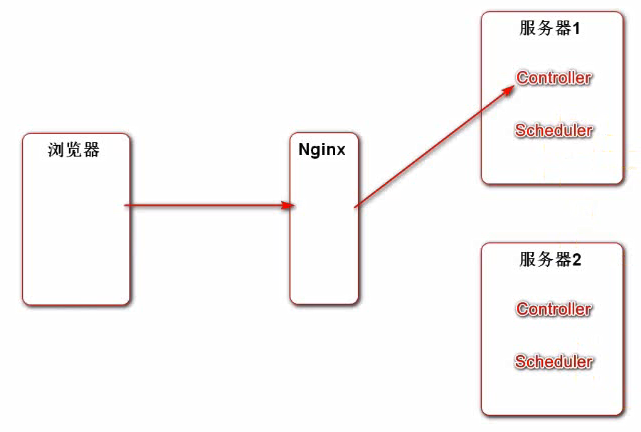 浏览器
Nginx
服务器1
Controller
Scheduler
服务器2
Controller
Scheduler